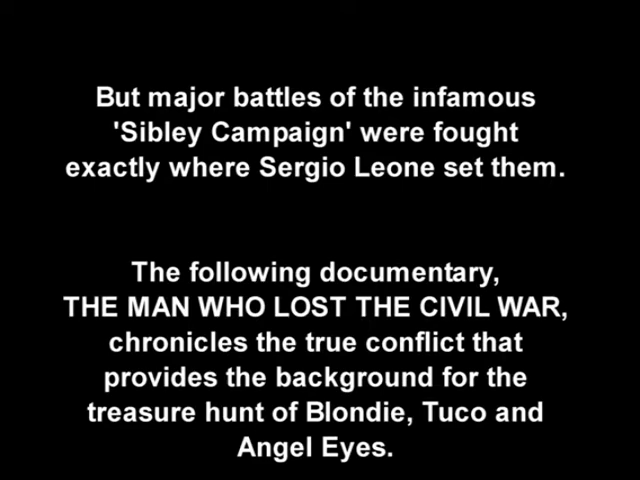 But major battles of the infamous
'Sibley Campaign' were fought
exactly where Sergio Leone set them.
The following documentary,
THE MAN WHO LOST THE CIVIL WAR,
chronicles the true conflict that
provides the background for the
treasure hunt of Blondie, Tuco and
Angel Eyes.